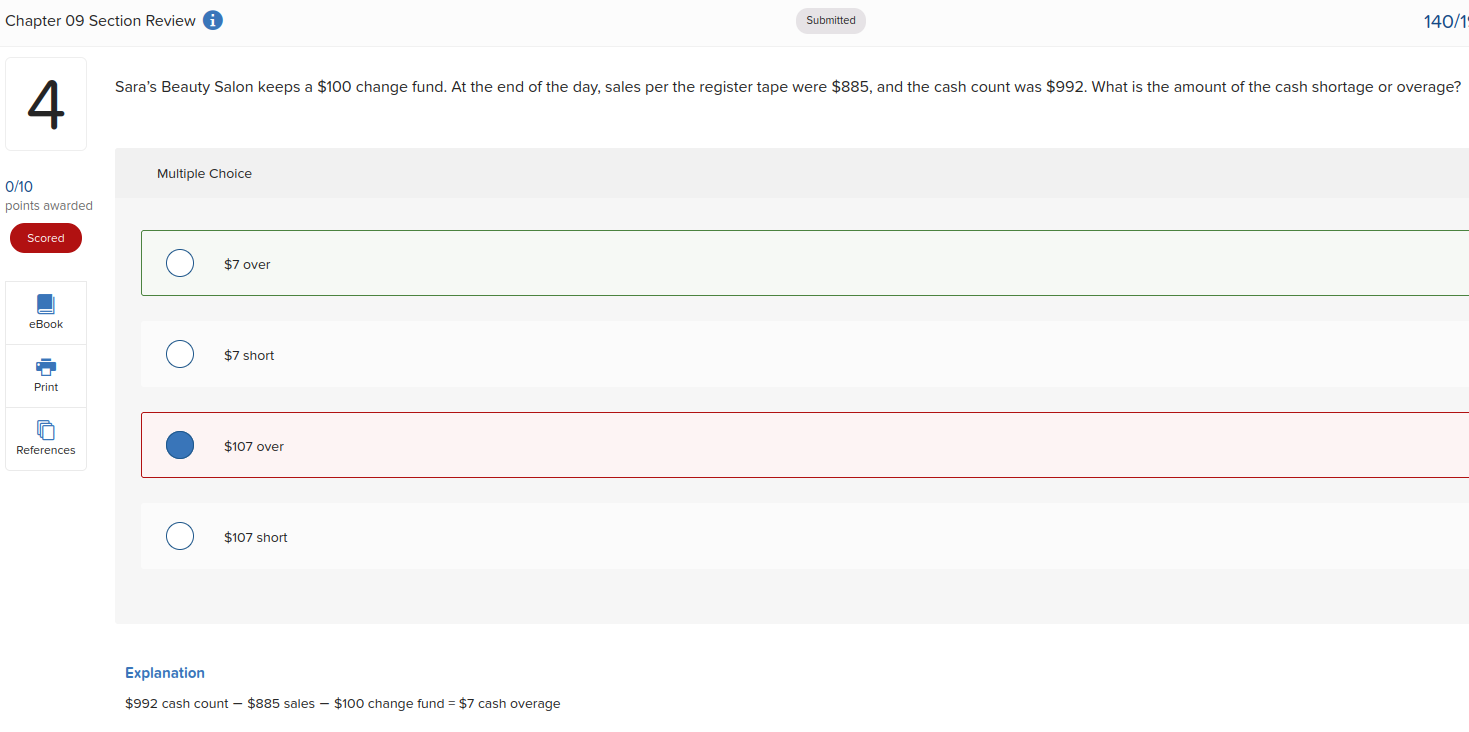 Chapter 09 Section Review i
Submitted
140/1
4
Sara’s Beauty Salon keeps a $100 change fund. At the end of the day, sales per the register tape were $885, and the cash count was $992. What is the amount of the cash shortage or overage?
0/10
points awarded
Scored
eBook
Print
References
Multiple Choice
$7 over
$7 short
$107 over
$107 short
Explanation
$992 cash count – $885 sales – $100 change fund = $7 cash overage